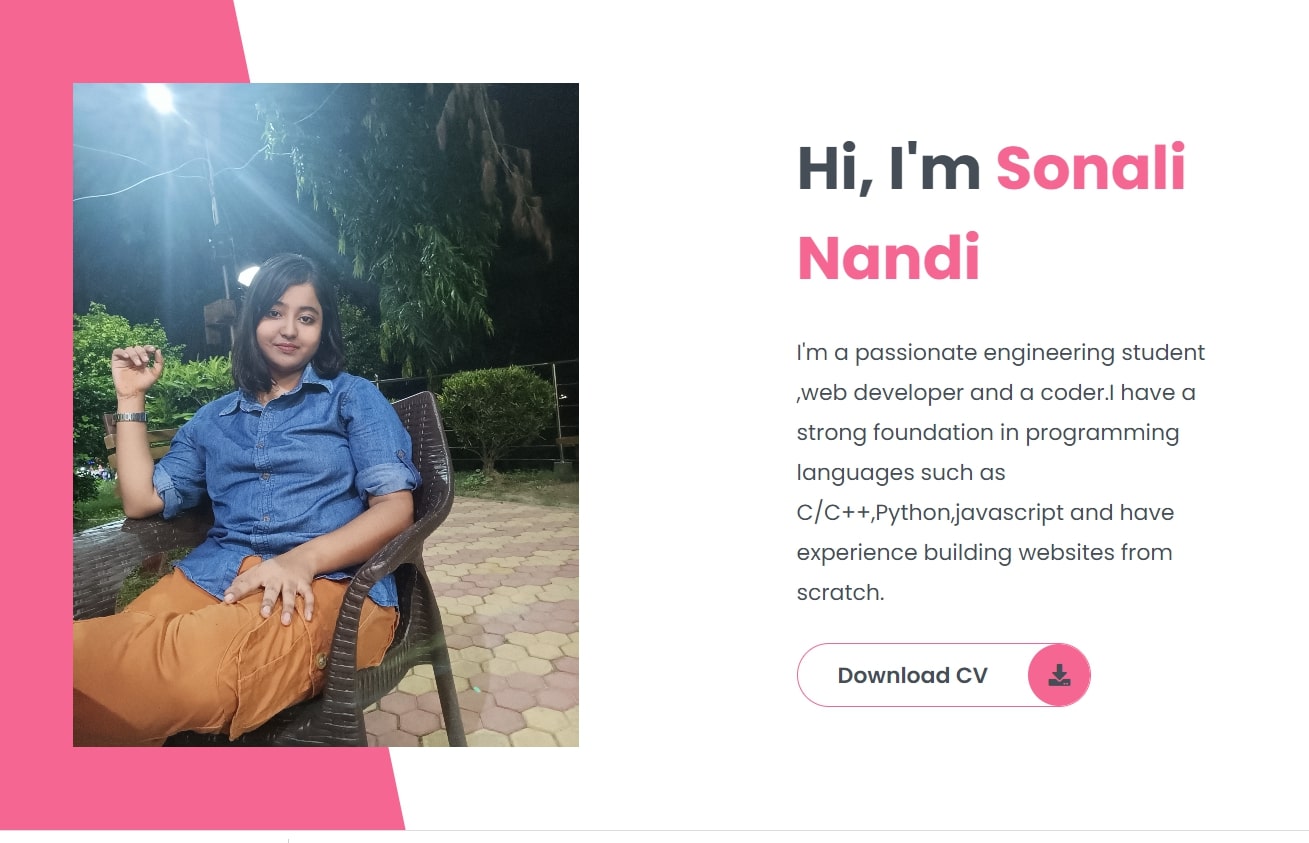 Hi, I'm Sonali
Nandi
I'm a passionate engineering student
,web developer and a coder.I have a
strong foundation in programming
languages such as
C/C++,Python,javascript and have
experience building websites from
scratch.
Download CV